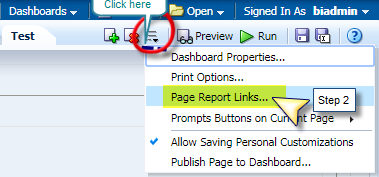 Click here
Dashboards Open Signed In As biadmin
Test Preview Run
Dashboard Properties...
Print Options...
Page Report Links...
Step 2
Prompts Buttons on Current Page
Allow Saving Personal Customizations
Publish Page to Dashboard...